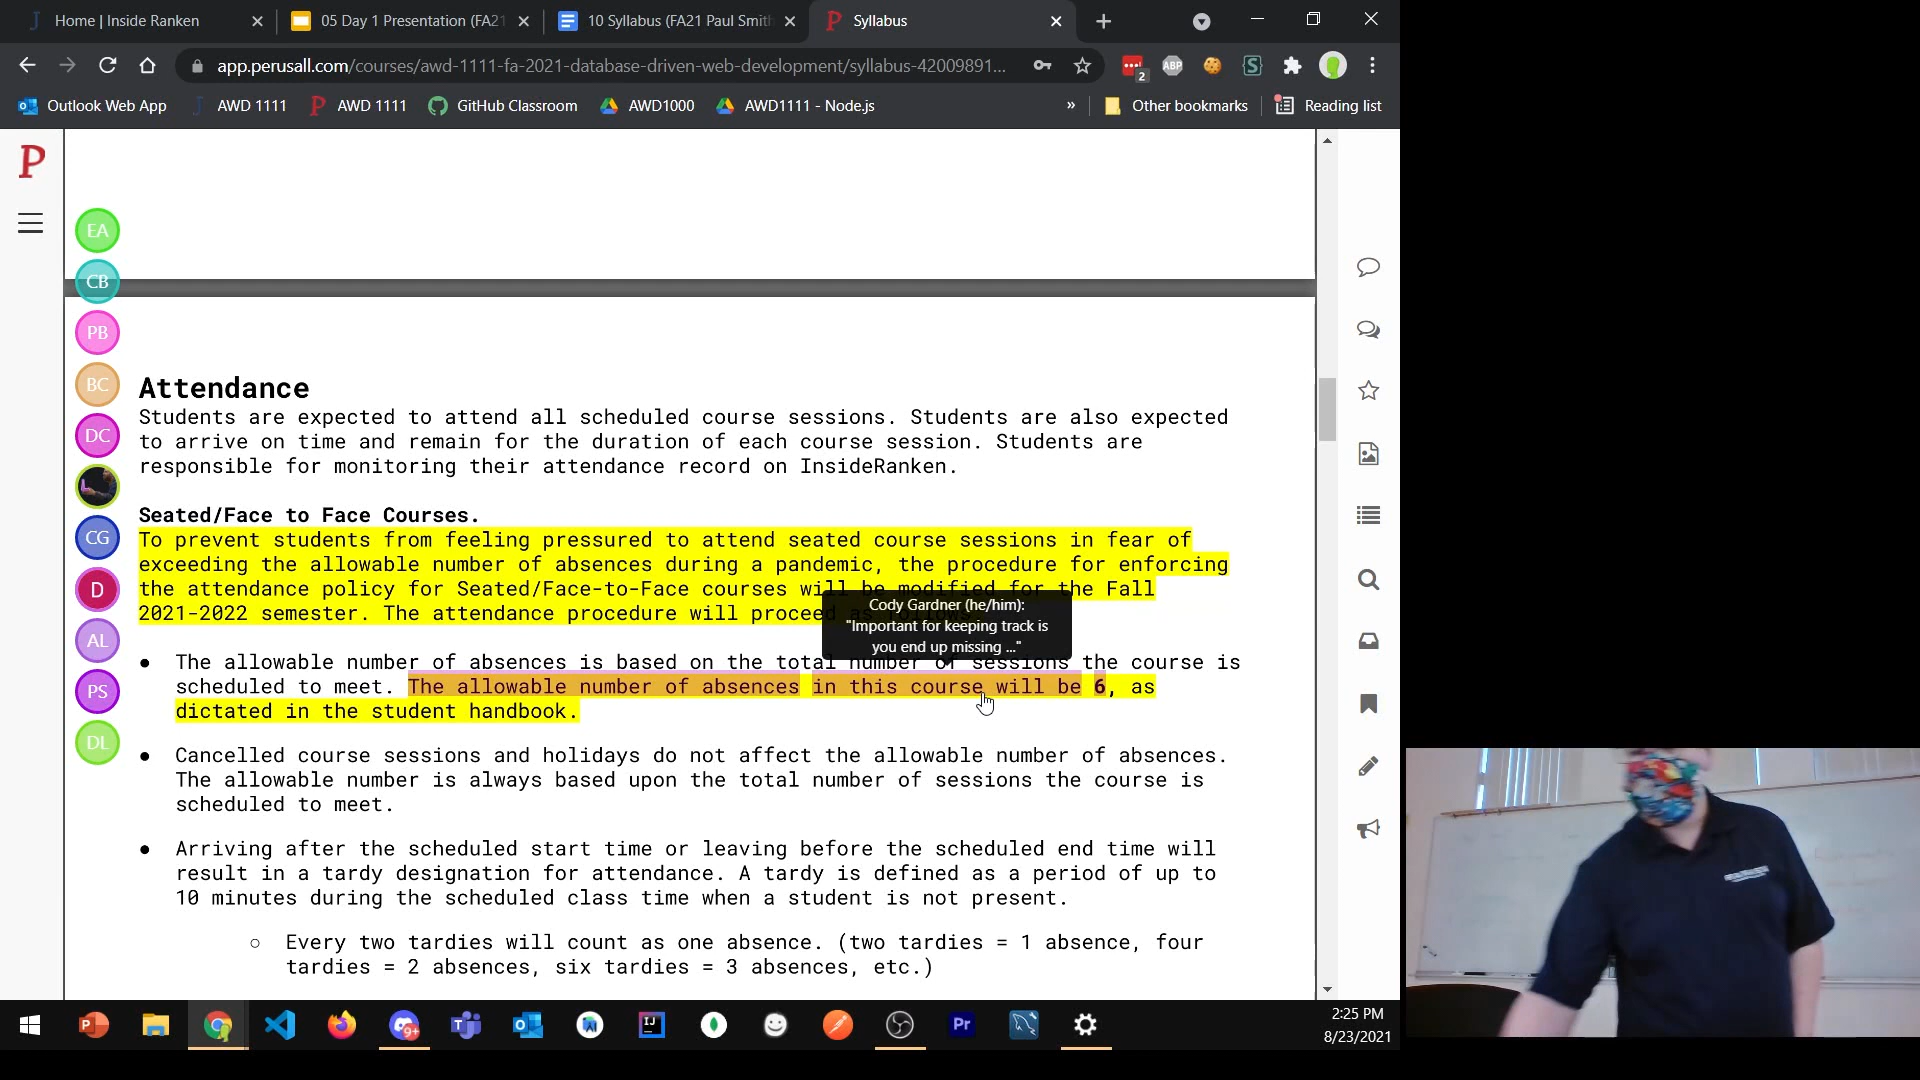 Home | Inside Ranken
05 Day 1 Presentation (FA21
10 Syllabus (FA21 Paul Smith
Syllabus
app.perusall.com/courses/awd-1111-fa-2021-database-driven-web-development/syllabus-42009891...
2
ABP
S
Outlook Web App
AWD 1111
AWD 1111
GitHub Classroom
AWD1000
AWD1111 - Node.js
»
Other bookmarks
Reading list
P
EA
CB
PB
BC
DC
CG
D
AL
PS
DL
Attendance
Students are expected to attend all scheduled course sessions. Students are also expected
to arrive on time and remain for the duration of each course session. Students are
responsible for monitoring their attendance record on InsideRanken.
Seated/Face to Face Courses.
To prevent students from feeling pressured to attend seated course sessions in fear of
exceeding the allowable number of absences during a pandemic, the procedure for enforcing
the attendance policy for Seated/Face-to-Face courses will be modified for the Fall
2021-2022 semester. The attendance procedure will proceed as follows
Cody Gardner (he/him):
"Important for keeping track is
you end up missing ..."
● The allowable number of absences is based on the total number of sessions the course is
scheduled to meet. The allowable number of absences in this course will be 6, as
dictated in the student handbook.
● Cancelled course sessions and holidays do not affect the allowable number of absences.
The allowable number is always based upon the total number of sessions the course is
scheduled to meet.
● Arriving after the scheduled start time or leaving before the scheduled end time will
result in a tardy designation for attendance. A tardy is defined as a period of up to
10 minutes during the scheduled class time when a student is not present.
○ Every two tardies will count as one absence. (two tardies = 1 absence, four
tardies = 2 absences, six tardies = 3 absences, etc.)
P
9+
IJ
Pr
2:25 PM
8/23/2021